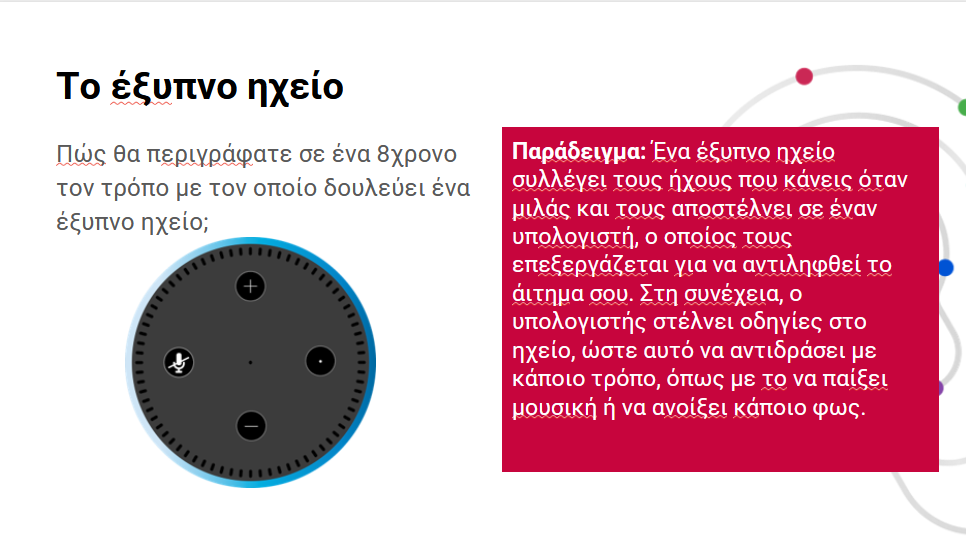 Το έξυπνο ηχείο
Πώς θα περιγράφατε σε ένα 8χρονο
τον τρόπο με τον οποίο δουλεύει ένα
έξυπνο ηχείο;
Παράδειγμα: Ένα έξυπνο ηχείο
συλλέγει τους ήχους που κάνεις όταν
μιλάς και τους αποστέλνει σε έναν
υπολογιστή, ο οποίος τους
επεξεργάζεται για να αντιληφθεί το
άιτημα σου. Στη συνέχεια, ο
υπολογιστής στέλνει οδηγίες στο
ηχείο, ώστε αυτό να αντιδράσει με
κάποιο τρόπο, όπως με το να παίξει
μουσική ή να ανοίξει κάποιο φως.